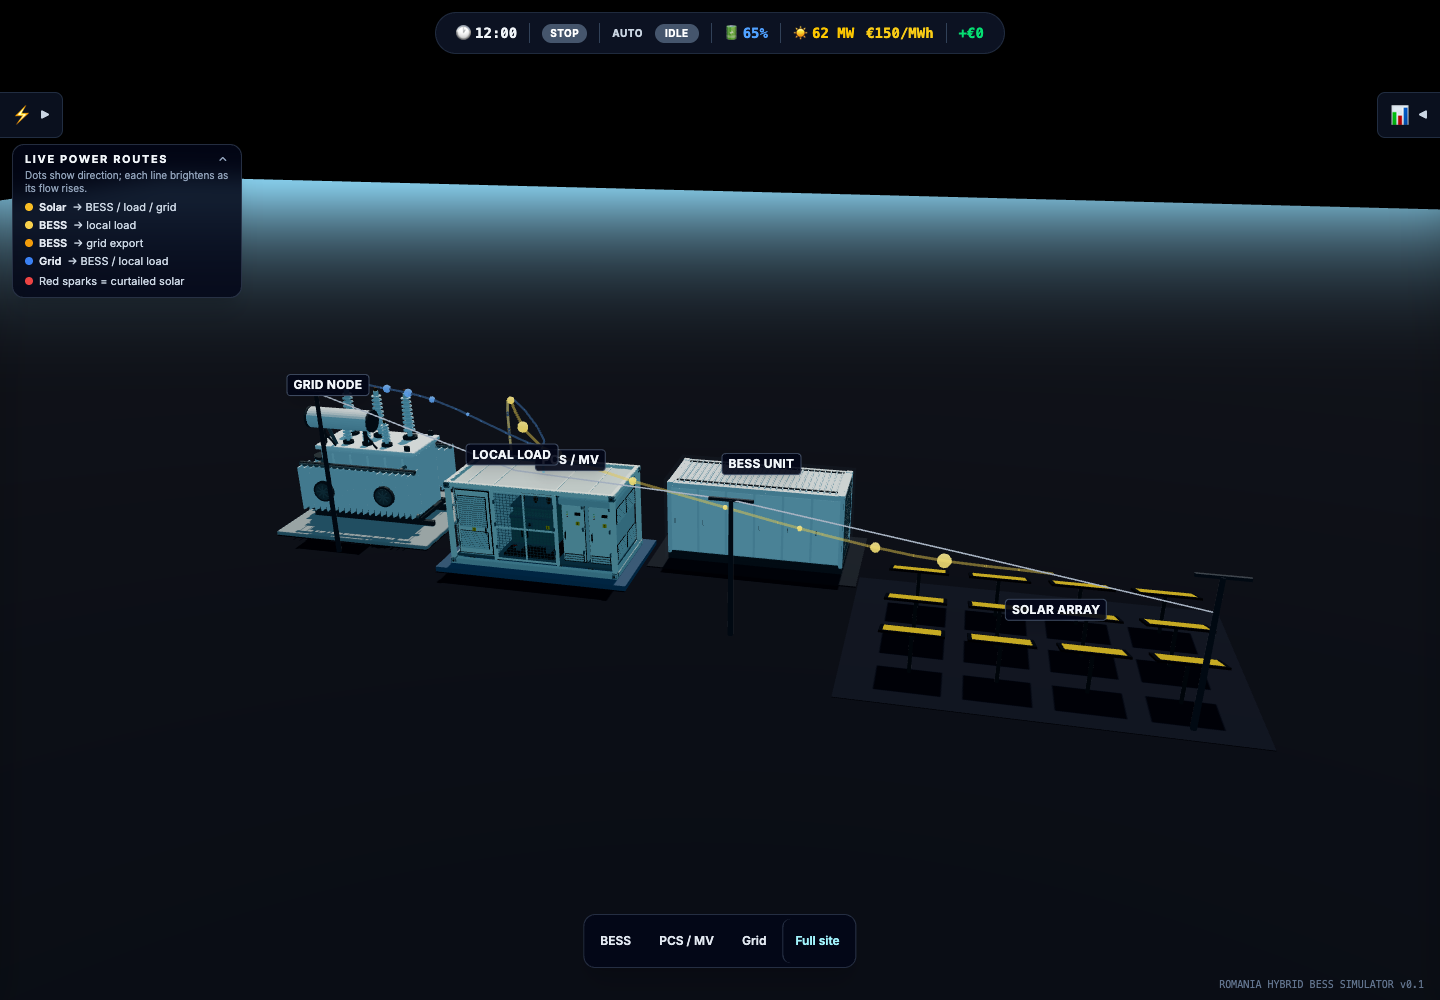 12:00 STOP AUTO IDLE 65% 62 MW €150/MWh +€0
LIVE POWER ROUTES
Dots show direction; each line brightens as
its flow rises.
Solar → BESS / load / grid
BESS → local load
BESS → grid export
Grid → BESS / local load
Red sparks = curtailed solar
GRID NODE
LOCAL LOAD
S / MV
BESS UNIT
SOLAR ARRAY
BESS PCS / MV Grid Full site
ROMANIA HYBRID BESS SIMULATOR v0.1